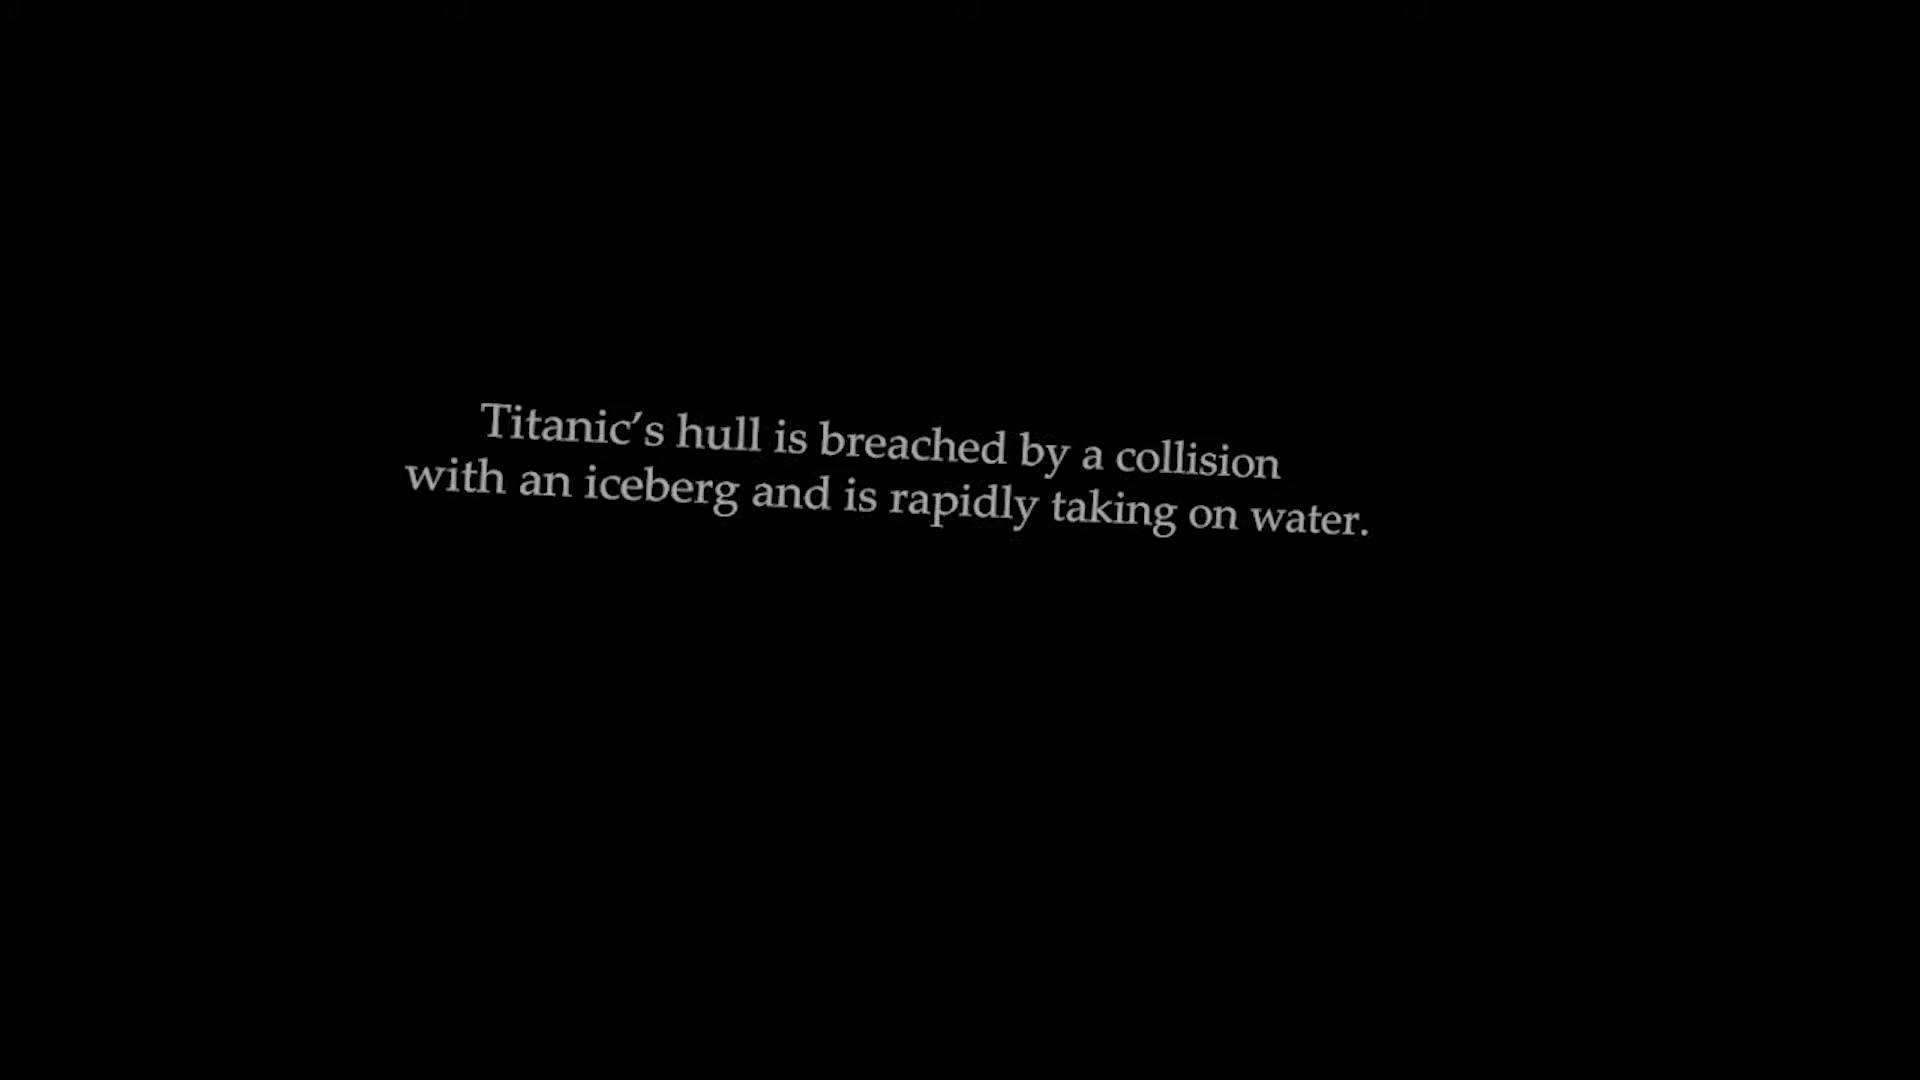 Titanic’s hull is breached by a collision
with an iceberg and is rapidly taking on water.